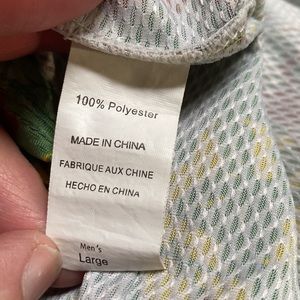 100% Polyester
MADE IN CHINA
FABRIQUE AUX CHINE
HECHO EN CHINA
Men's
Large